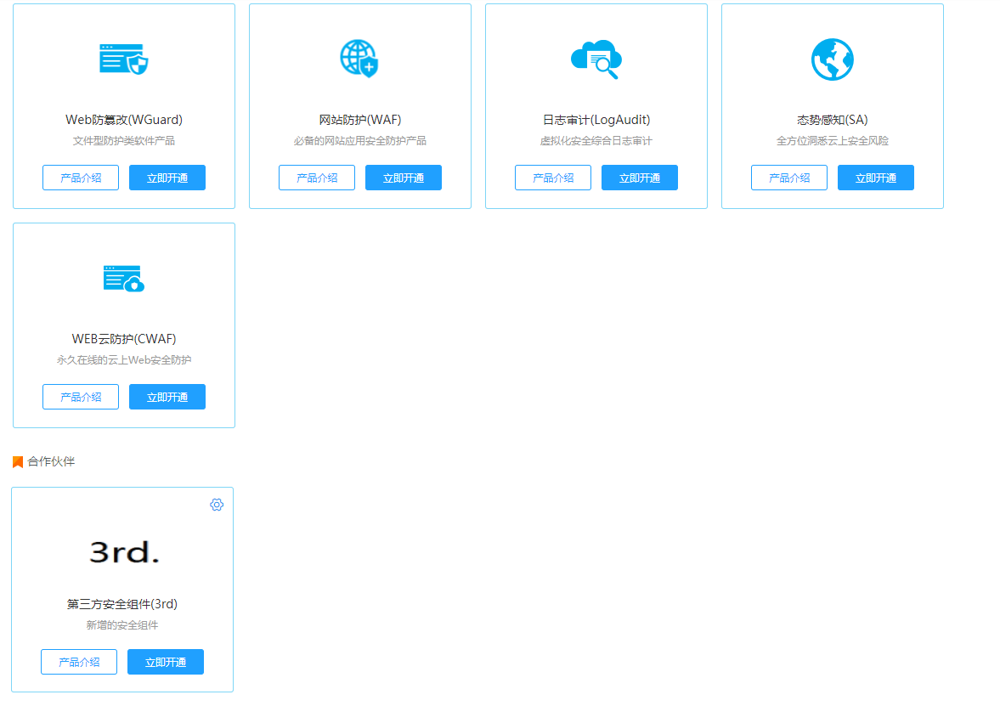 Web防篡改(WGuard)
文件型防护类软件产品
产品介绍 立即开通
网站防护(WAF)
必备的网站应用安全防护产品
产品介绍 立即开通
日志审计(LogAudit)
虚拟化安全综合日志审计
产品介绍 立即开通
态势感知(SA)
全方位洞悉云上安全风险
产品介绍 立即开通
WEB云防护(CWAF)
永久在线的云上Web安全防护
产品介绍 立即开通
合作伙伴
3rd.
第三方安全组件(3rd)
新增的安全组件
产品介绍 立即开通